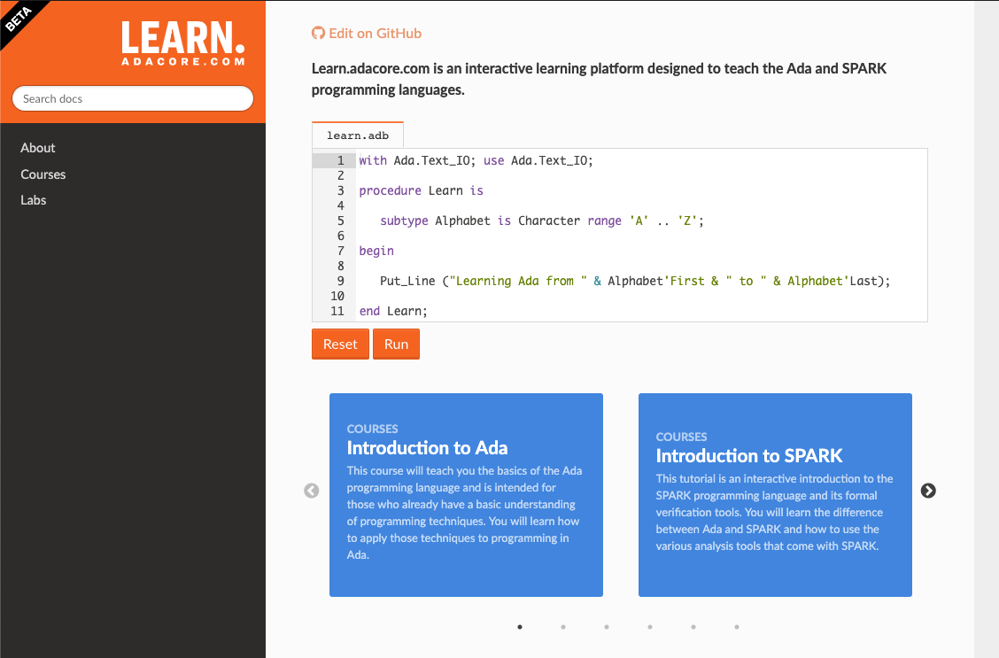 BETA
LEARN.
ADACORE.COM
Search docs
About
Courses
Labs
Edit on GitHub
Learn.adacore.com is an interactive learning platform designed to teach the Ada and SPARK
programming languages.
learn.adb
1 with Ada.Text_IO; use Ada.Text_IO;
2
3 procedure Learn is
4
5 subtype Alphabet is Character range 'A' .. 'Z';
6
7 begin
8
9 Put_Line ("Learning Ada from " & Alphabet'First & " to " & Alphabet'Last);
10
11 end Learn;
Reset Run
COURSES
Introduction to Ada
This course will teach you the basics of the Ada
programming language and is intended for
those who already have a basic understanding
of programming techniques. You will learn how
to apply those techniques to programming in
Ada.
COURSES
Introduction to SPARK
This tutorial is an interactive introduction to the
SPARK programming language and its formal
verification tools. You will learn the difference
between Ada and SPARK and how to use the
various analysis tools that come with SPARK.